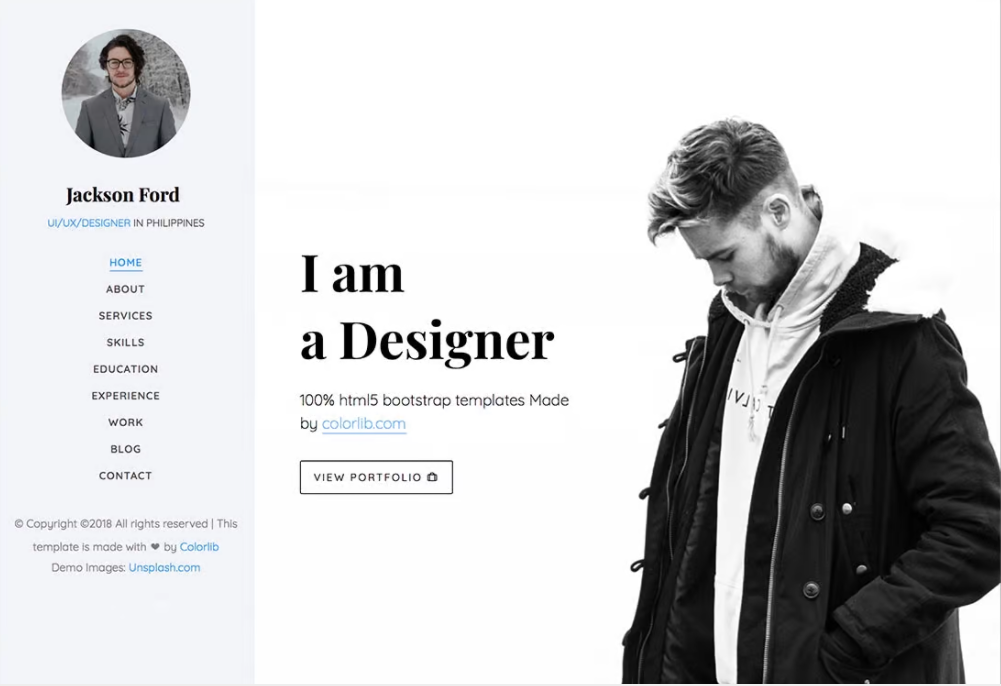 Jackson Ford
UI/UX/DESIGNER IN PHILIPPINES
HOME
ABOUT
SERVICES
SKILLS
EDUCATION
EXPERIENCE
WORK
BLOG
CONTACT
© Copyright ©2018 All rights reserved | This
template is made with ♥ by Colorlib
Demo Images: Unsplash.com
I am
a Designer
100% html5 bootstrap templates Made
by colorlib.com
VIEW PORTFOLIO